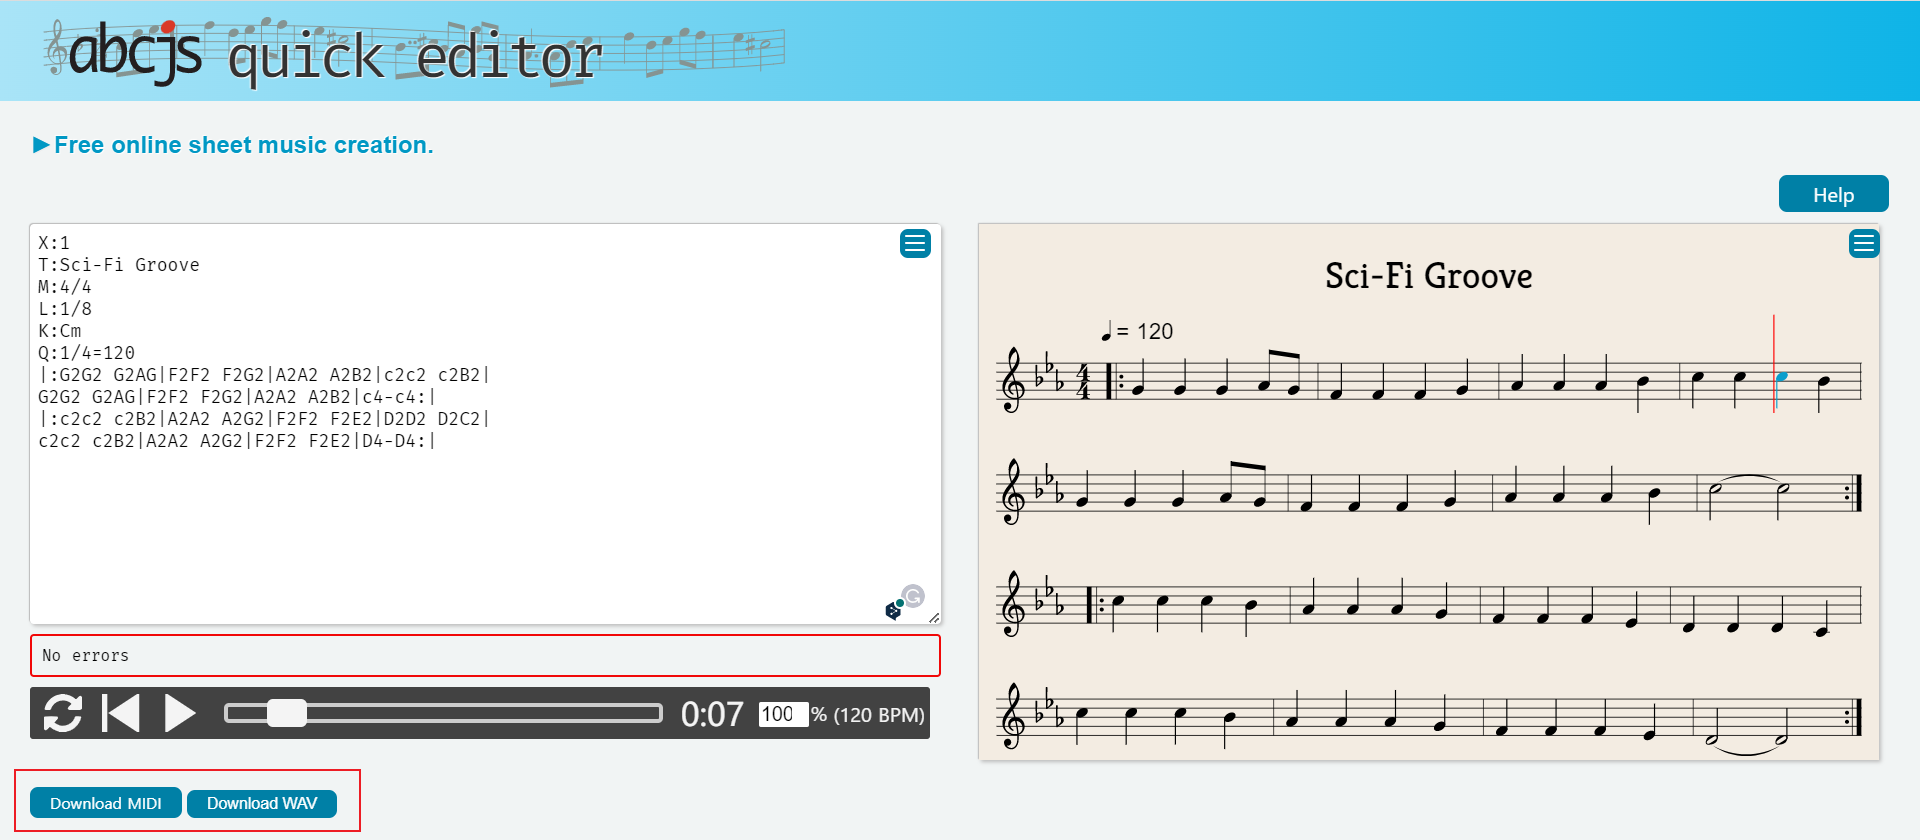 abcjs quick editor
►Free online sheet music creation.
Help
X:1
T:Sci-Fi Groove
M:4/4
L:1/8
K:Cm
Q:1/4=120
|:G2G2 G2AG|F2F2 F2G2|A2A2 A2B2|c2c2 c2B2|
G2G2 G2AG|F2F2 F2G2|A2A2 A2B2|c4-c4:|
|:c2c2 c2B2|A2A2 A2G2|F2F2 F2E2|D2D2 D2C2|
c2c2 c2B2|A2A2 A2G2|F2F2 F2E2|D4-D4:|
No errors
0:07 100 % (120 BPM)
Download MIDI Download WAV
Sci-Fi Groove
= 120
4
4